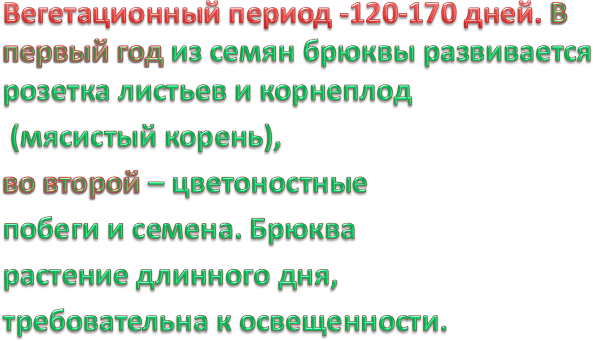 Вегетационный период -120-170 дней. В
первый год из семян брюквы развивается
розетка листьев и корнеплод
(мясистый корень),
во второй – цветоностные
побеги и семена. Брюква
растение длинного дня,
требовательна к освещенности.